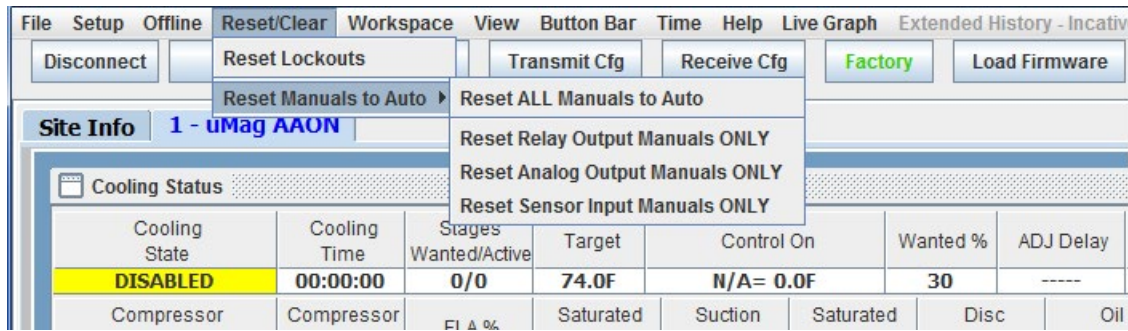 File Setup Offline Reset/Clear Workspace View Button Bar Time Help Live Graph Extended History - Incativ
Disconnect Reset Lockouts Transmit Cfg Receive Cfg Factory Load Firmware
Reset Manuals to Auto Reset ALL Manuals to Auto
Site Info 1 - uMag AAON Reset Relay Output Manuals ONLY
Reset Analog Output Manuals ONLY
Cooling Status Reset Sensor Input Manuals ONLY
Cooling Cooling Stages Target Control On Wanted % ADJ Delay
State Time Wanted/Active
DISABLED 00:00:00 0/0 74.0F N/A= 0.0F 30 -----
Compressor Compressor FLA % Saturated Suction Saturated Disc Oil